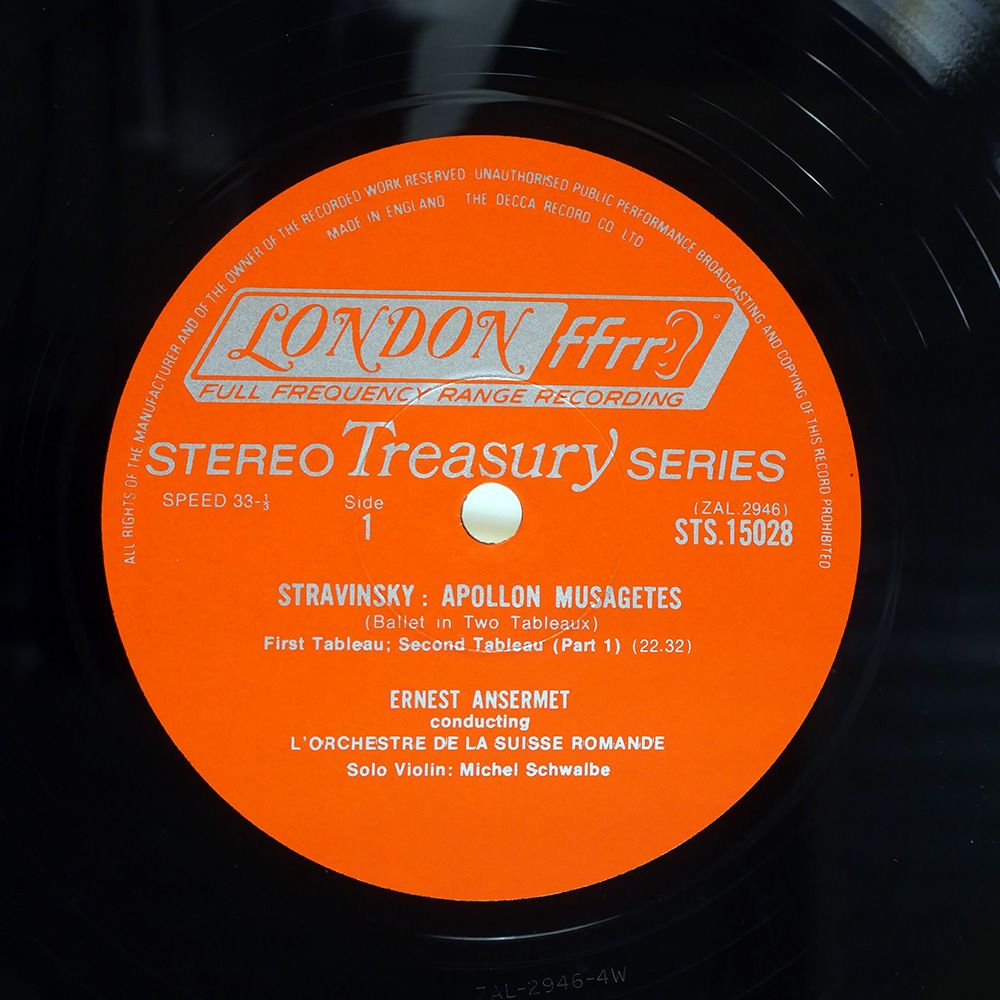 ALL RIGHTS OF THE MANUFACTURER AND OF THE OWNER OF THE RECORDED WORK RESERVED · UNAUTHORISED PUBLIC PERFORMANCE BROADCASTING AND COPYING OF THIS RECORD PROHIBITED
MADE IN ENGLAND THE DECCA RECORD CO LTD
LONDON ffrr
FULL FREQUENCY RANGE RECORDING
STEREO Treasury SERIES
SPEED 33-⅓ Side (ZAL.2946)
1 STS.15028
STRAVINSKY : APOLLON MUSAGETES
(Ballet in Two Tableaux)
First Tableau; Second Tableau (Part 1) (22.32)
ERNEST ANSERMET
conducting
L'ORCHESTRE DE LA SUISSE ROMANDE
Solo Violin: Michel Schwalbe
ZAL-2946-4W